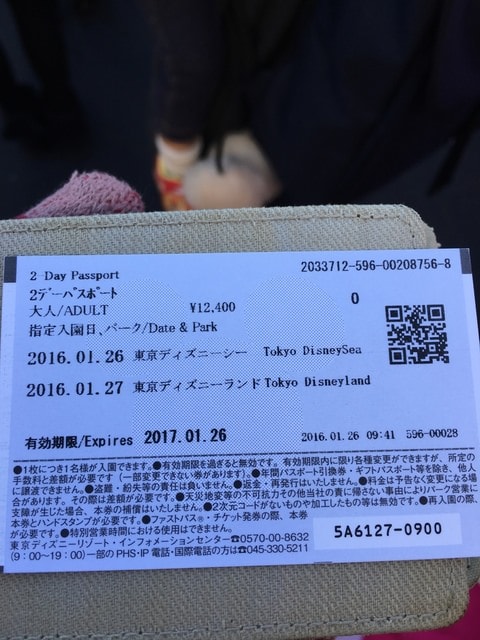 2 Day Passport 2033712-596-00208756-8
2デーパスポート
大人/ADULT ¥12,400 0
指定入園日、パーク/Date & Park
2016.01.26 東京ディズニーシー Tokyo DisneySea
2016.01.27 東京ディズニーランド Tokyo Disneyland
有効期限/Expires 2017.01.26 2016.01.26 09:41 596-00028
●1枚につき1名様が入園できます。●有効期限を過ぎると無効です。有効期限内に限り各種変更ができますが、所定の
手数料と差額が必要です(一部変更できない券があります)。●年間パスポート引換券・ギフトパスポート等を除き、他人
に譲渡できません。●盗難・紛失等の責任は負いません。●返金・再発行はいたしません。●料金は予告なく変更になる場
合があります。その際は差額が必要です。●天災地変等の不可抗力その他当社の責に帰さない事由によりパーク営業に
支障が生じた場合、本券の補償はいたしません。●2次元コードがないものや加工したもの等は無効です。●再入園の際、
本券とハンドスタンプが必要です。●ファストパス®・チケット発券の際、本券
が必要です。●特別営業時間における使用はできません。
東京ディズニーリゾート・インフォメーションセンター☎0570-00-8632
(9:00~19:00)一部のPHS・IP電話・国際電話の方は☎045-330-5211
5A6127-0900